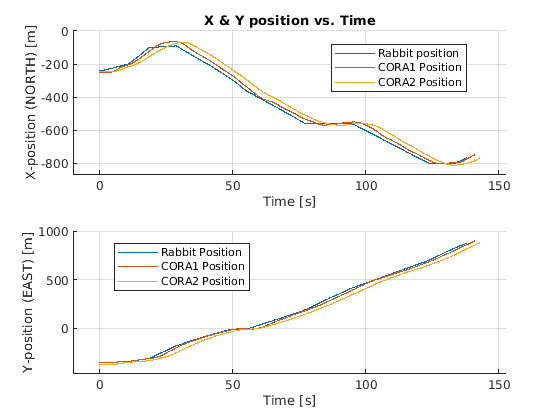 X & Y position vs. Time
X-position (NORTH) [m]
0
-200
-400
-600
-800
Rabbit position
CORA1 Position
CORA2 Position
0
50
100
150
Time [s]
Y-position (EAST) [m]
1000
500
0
Rabbit Position
CORA1 Position
CORA2 Position
0
50
100
150
Time [s]